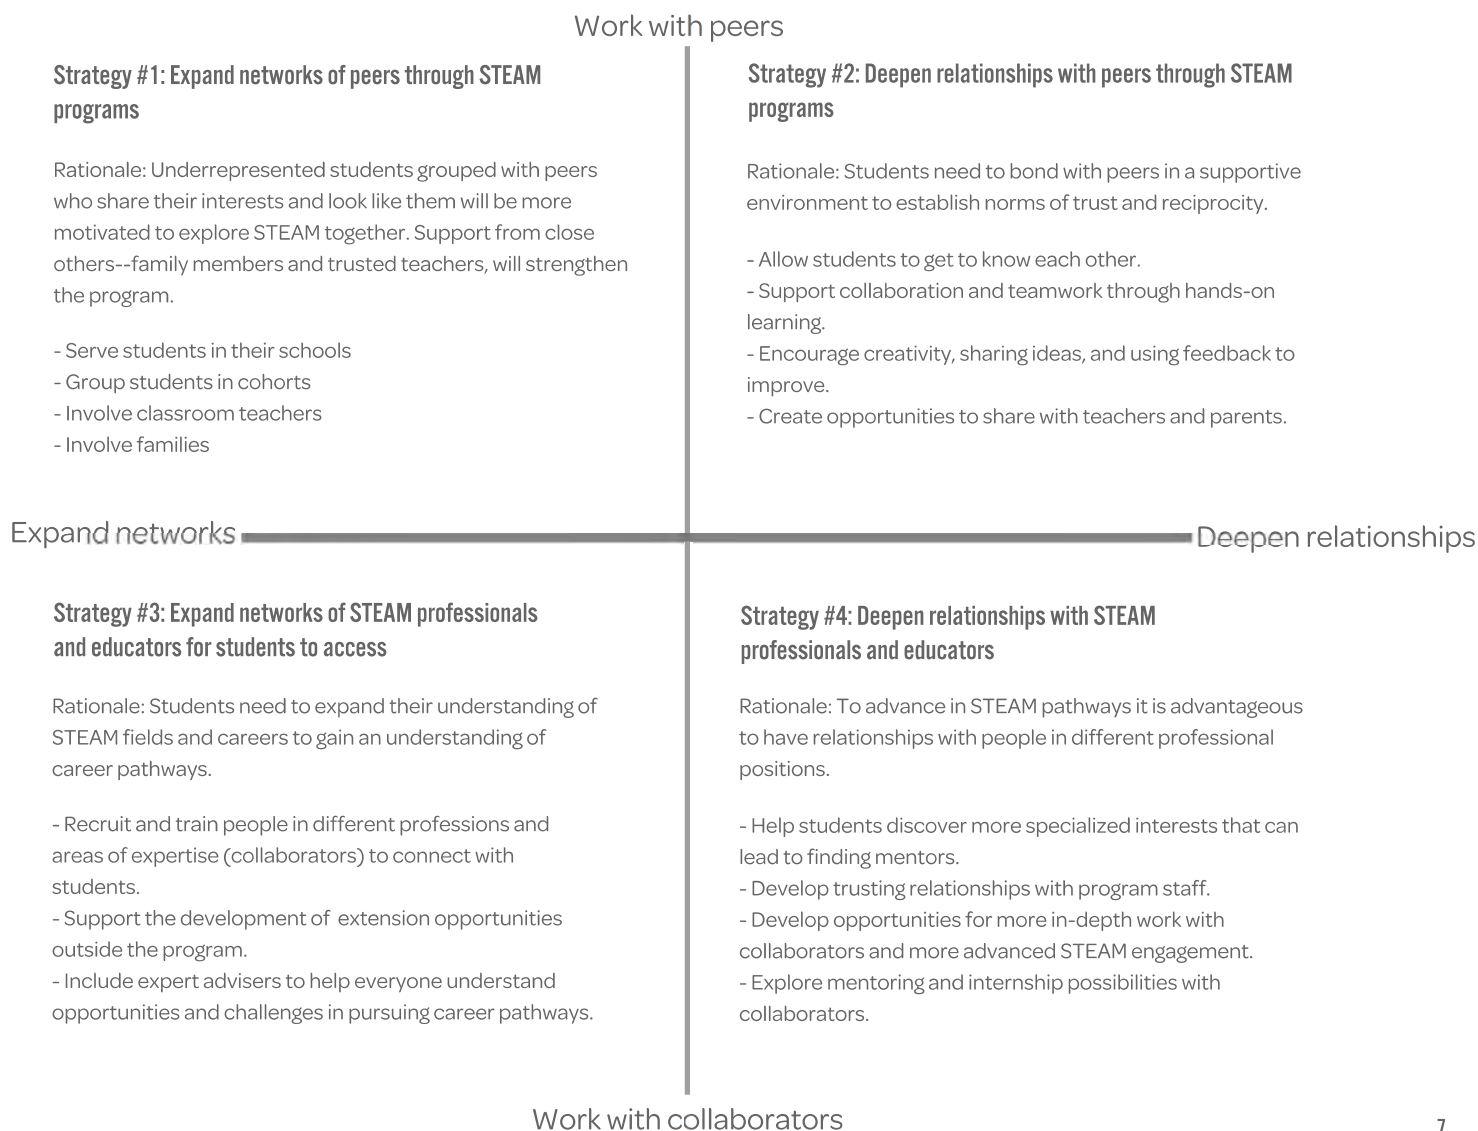 Work with peers
Strategy #1: Expand networks of peers through STEAM
programs
Rationale: Underrepresented students grouped with peers
who share their interests and look like them will be more
motivated to explore STEAM together. Support from close
others--family members and trusted teachers, will strengthen
the program.
- Serve students in their schools
- Group students in cohorts
- Involve classroom teachers
- Involve families
Strategy #2: Deepen relationships with peers through STEAM
programs
Rationale: Students need to bond with peers in a supportive
environment to establish norms of trust and reciprocity.
- Allow students to get to know each other.
- Support collaboration and teamwork through hands-on
learning.
- Encourage creativity, sharing ideas, and using feedback to
improve.
- Create opportunities to share with teachers and parents.
Expand networks
Deepen relationships
Strategy #3: Expand networks of STEAM professionals
and educators for students to access
Rationale: Students need to expand their understanding of
STEAM fields and careers to gain an understanding of
career pathways.
- Recruit and train people in different professions and
areas of expertise (collaborators) to connect with
students.
- Support the development of extension opportunities
outside the program.
- Include expert advisers to help everyone understand
opportunities and challenges in pursuing career pathways.
Strategy #4: Deepen relationships with STEAM
professionals and educators
Rationale: To advance in STEAM pathways it is advantageous
to have relationships with people in different professional
positions.
- Help students discover more specialized interests that can
lead to finding mentors.
- Develop trusting relationships with program staff.
- Develop opportunities for more in-depth work with
collaborators and more advanced STEAM engagement.
- Explore mentoring and internship possibilities with
collaborators.
Work with collaborators
7